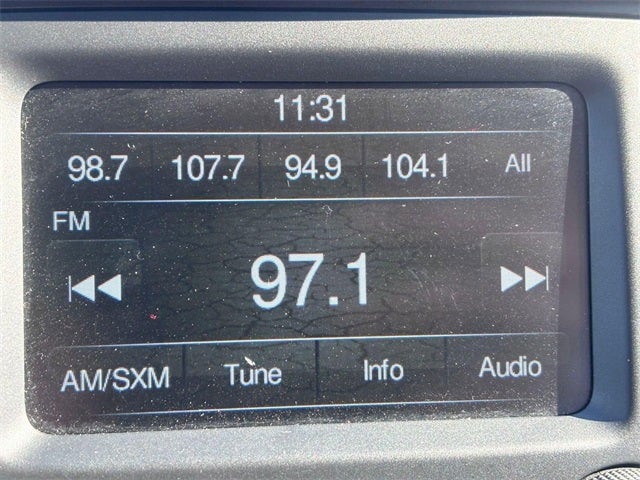 11:31
98.7 107.7 94.9 104.1 All
FM
97.1
AM/SXM Tune Info Audio